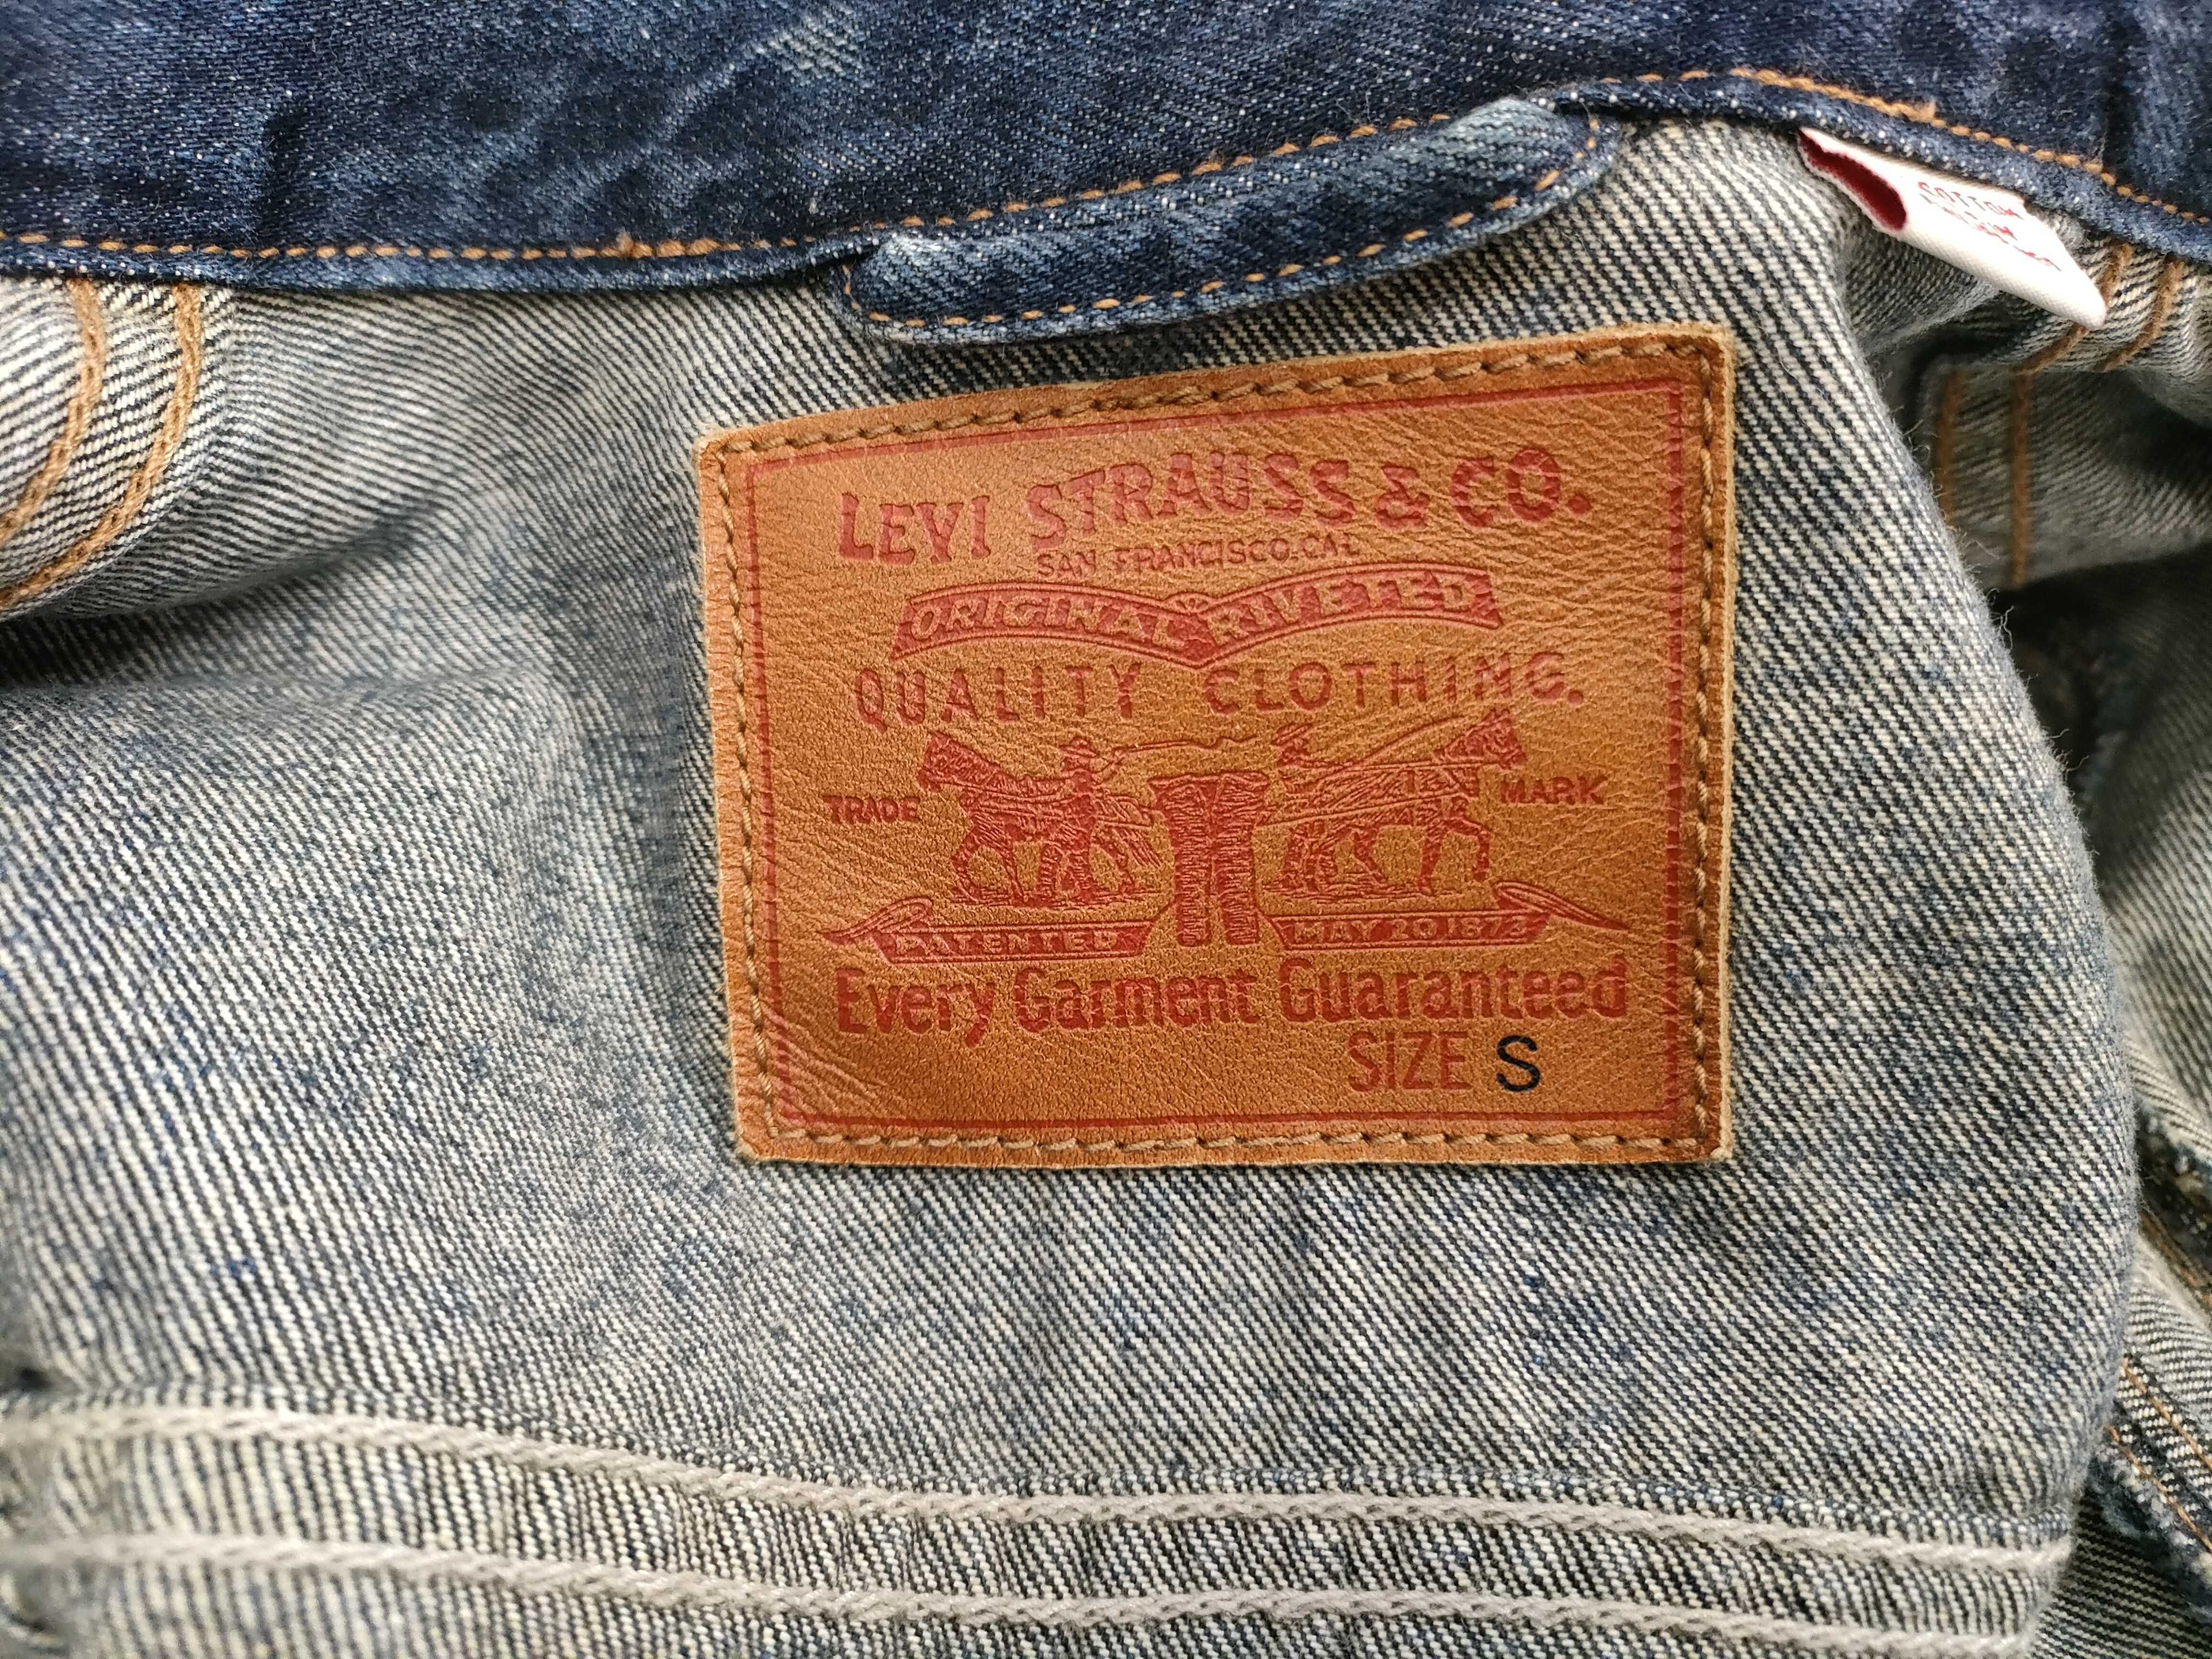 COTTON
LEVI STRAUSS & CO.
SAN FRANCISCO.CAL
ORIGINAL RIVETED
QUALITY CLOTHING.
TRADE MARK
PATENTED MAY 20 1873
Every Garment Guaranteed
SIZE S